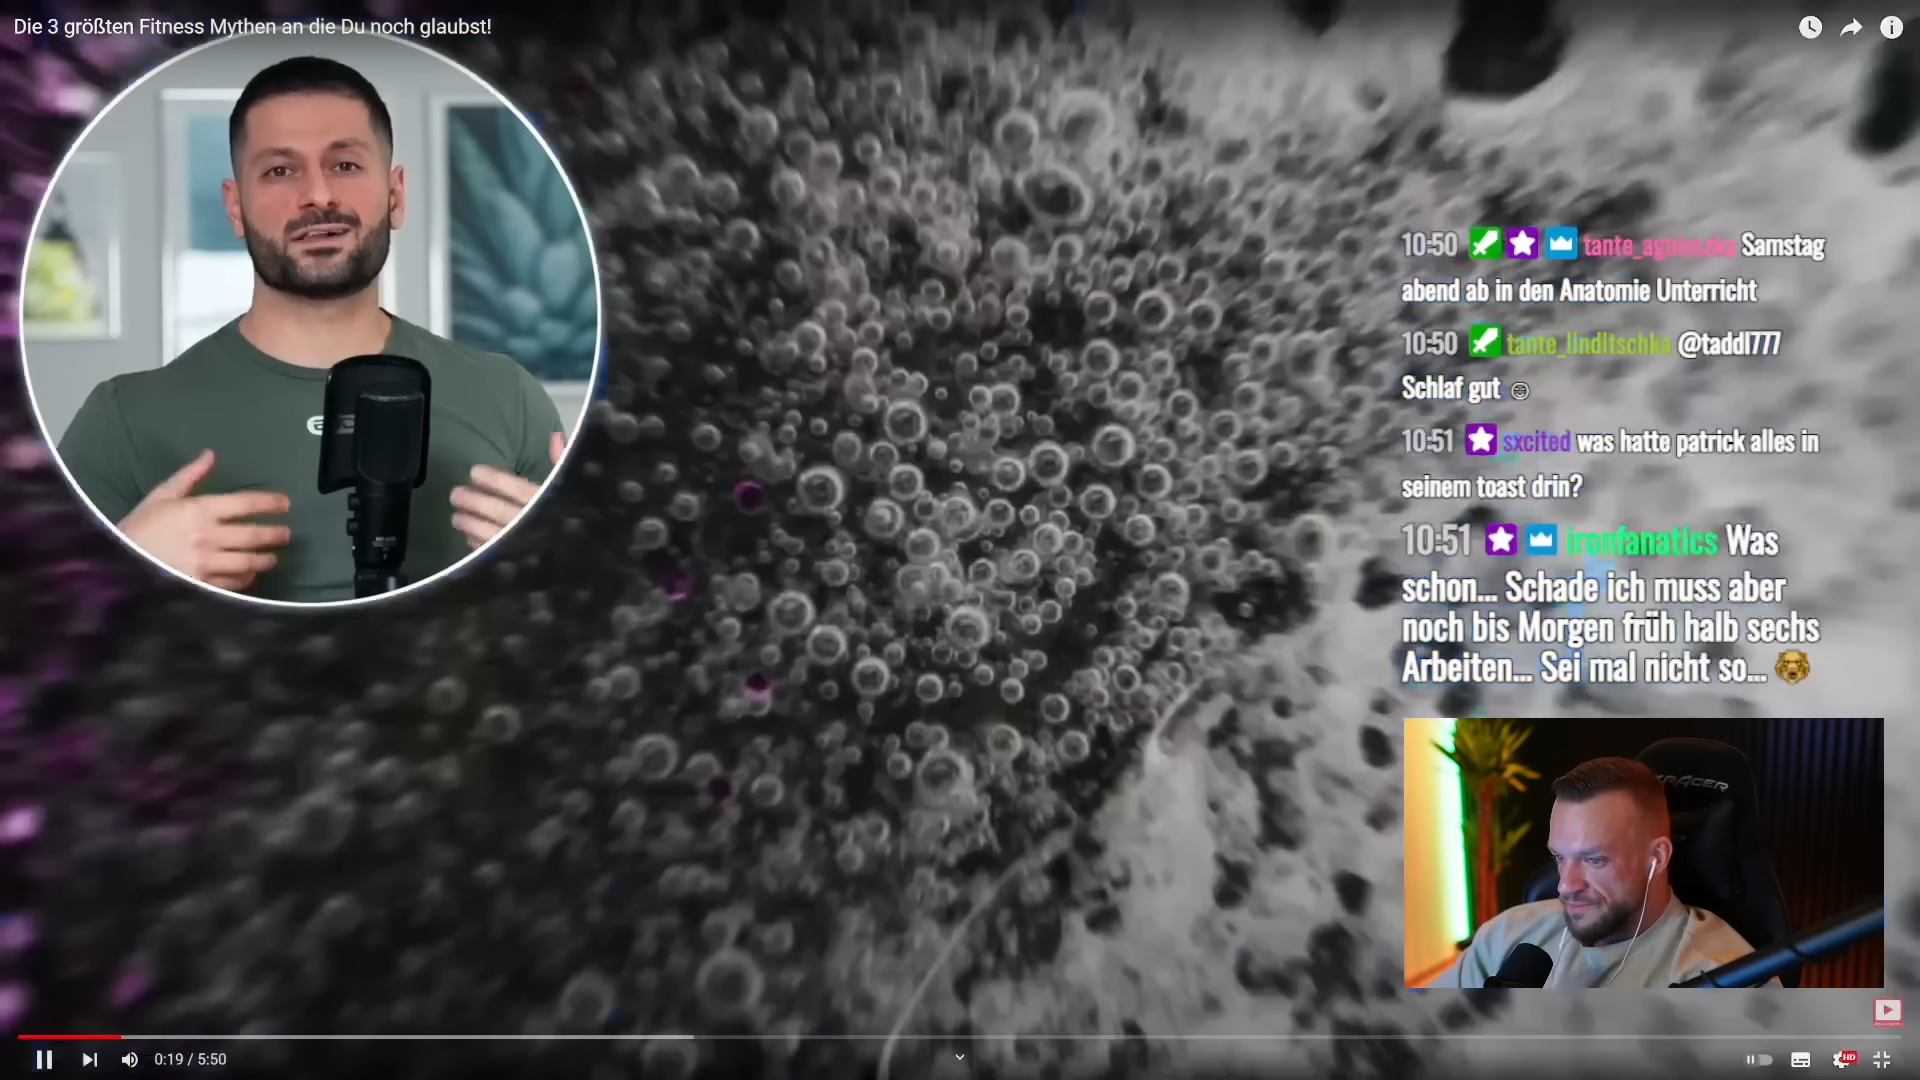 Die 3 größten Fitness Mythen an die Du noch glaubst!
10:50 tante_agnieszka Samstag
abend ab in den Anatomie Unterricht
10:50 tante_lindltschka @taddl777
Schlaf gut
10:51 sxcited was hatte patrick alles in
seinem toast drin?
10:51 ironfanatics Was
schon... Schade ich muss aber
noch bis Morgen früh halb sechs
Arbeiten... Sei mal nicht so...
0:19 / 5:50
HD